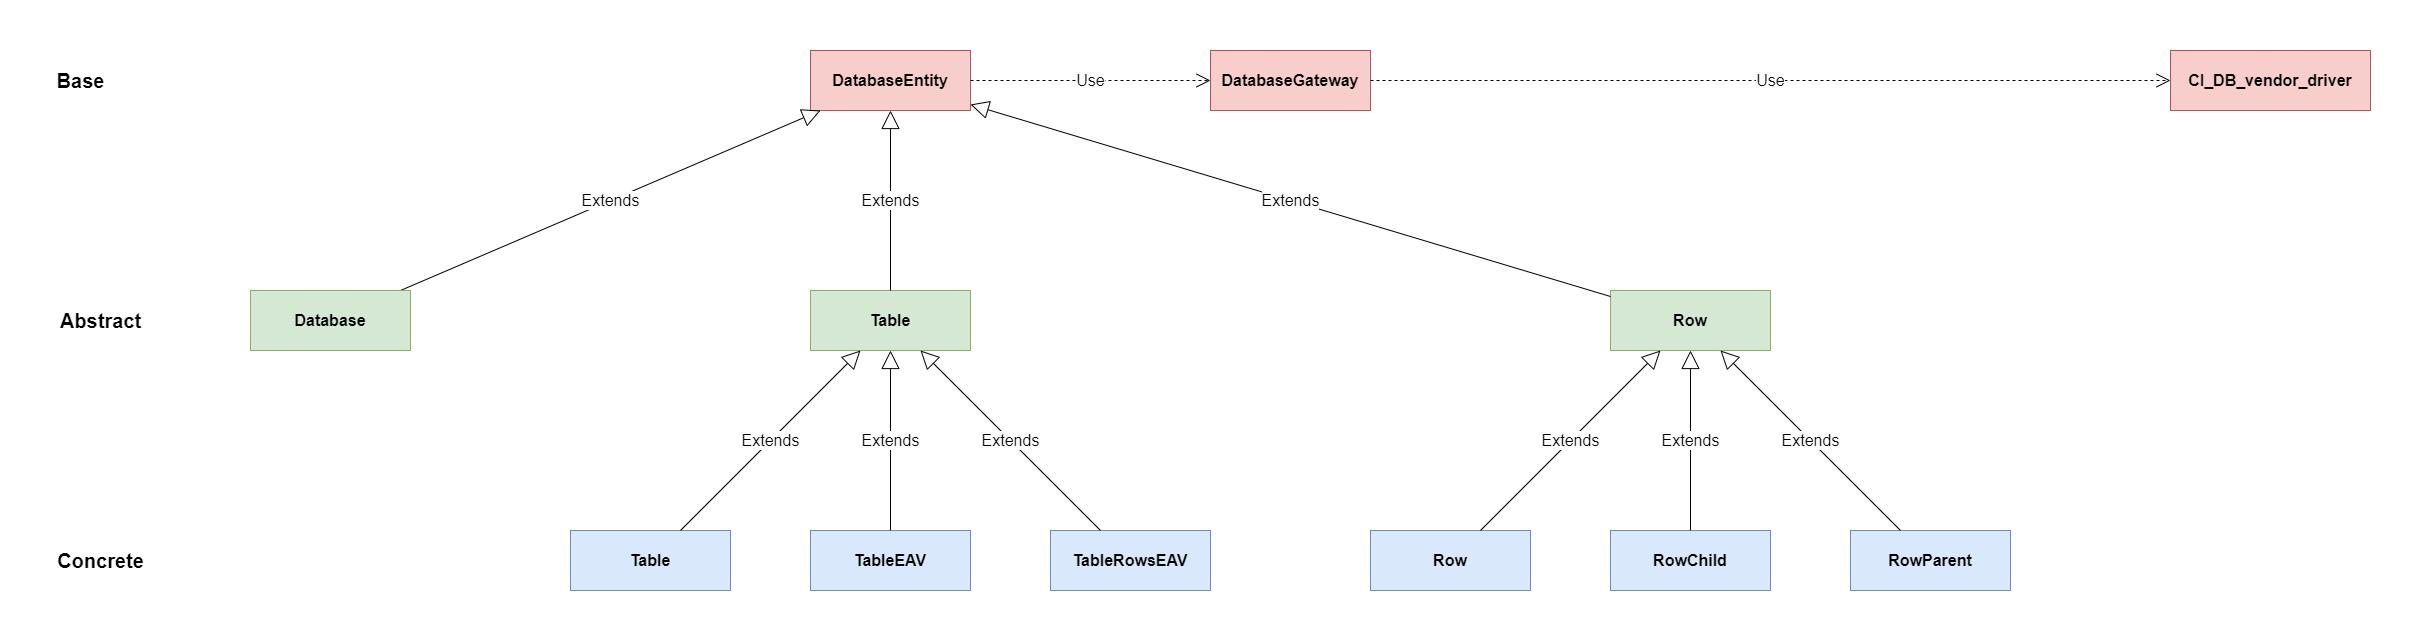 Base
DatabaseEntity
Use
DatabaseGateway
Use
CI_DB_vendor_driver
Extends
Extends
Extends
Abstract
Database
Table
Row
Extends
Extends
Extends
Extends
Extends
Extends
Concrete
Table
TableEAV
TableRowsEAV
Row
RowChild
RowParent